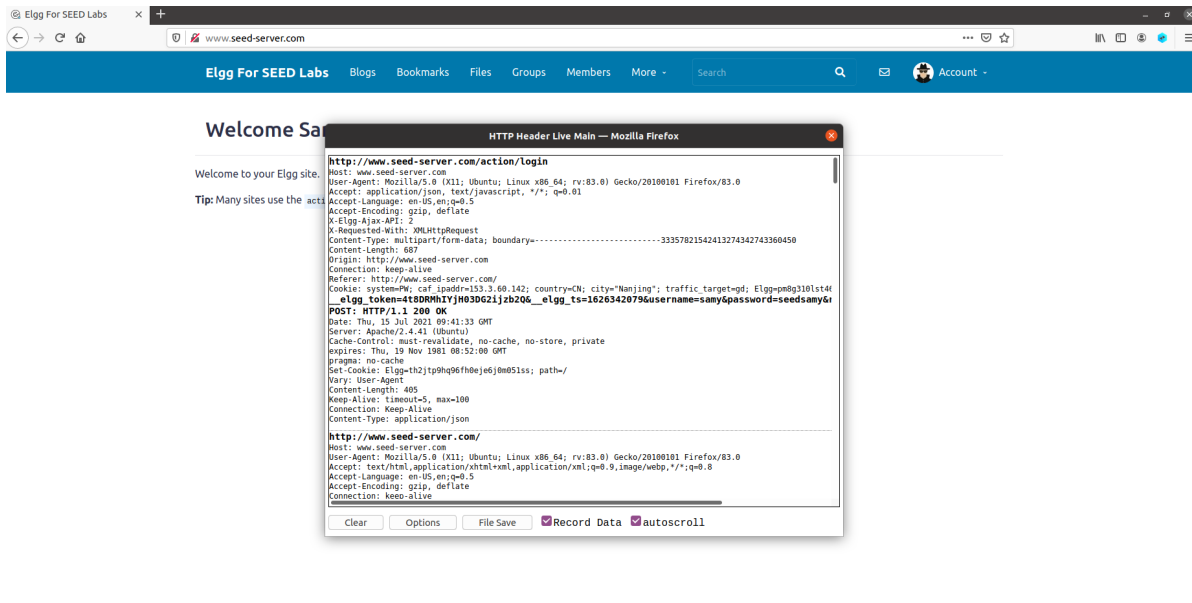 Elgg For SEED Labs
www.seed-server.com
Elgg For SEED Labs Blogs Bookmarks Files Groups Members More Search Account
Welcome Sa
Welcome to your Elgg site.
Tip: Many sites use the acti
HTTP Header Live Main — Mozilla Firefox
http://www.seed-server.com/action/login
Host: www.seed-server.com
User-Agent: Mozilla/5.0 (X11; Ubuntu; Linux x86_64; rv:83.0) Gecko/20100101 Firefox/83.0
Accept: application/json, text/javascript, */*; q=0.01
Accept-Language: en-US,en;q=0.5
Accept-Encoding: gzip, deflate
X-Elgg-Ajax-API: 2
X-Requested-With: XMLHttpRequest
Content-Type: multipart/form-data; boundary=---------------------------33357821542413274342743360450
Content-Length: 687
Origin: http://www.seed-server.com
Connection: keep-alive
Referer: http://www.seed-server.com/
Cookie: system=PW; caf_ipaddr=153.3.60.142; country=CN; city="Nanjing"; traffic_target=gd; Elgg=pm8g310lst46
__elgg_token=4t8DRMhIYjH03DG2ijzb2Q&__elgg_ts=1626342079&username=samy&password=seedsamy&r
POST: HTTP/1.1 200 OK
Date: Thu, 15 Jul 2021 09:41:33 GMT
Server: Apache/2.4.41 (Ubuntu)
Cache-Control: must-revalidate, no-cache, no-store, private
expires: Thu, 19 Nov 1981 08:52:00 GMT
pragma: no-cache
Set-Cookie: Elgg=th2jtp9hq96fh0eje6j0m051ss; path=/
Vary: User-Agent
Content-Length: 405
Keep-Alive: timeout=5, max=100
Connection: Keep-Alive
Content-Type: application/json
http://www.seed-server.com/
Host: www.seed-server.com
User-Agent: Mozilla/5.0 (X11; Ubuntu; Linux x86_64; rv:83.0) Gecko/20100101 Firefox/83.0
Accept: text/html,application/xhtml+xml,application/xml;q=0.9,image/webp,*/*;q=0.8
Accept-Language: en-US,en;q=0.5
Accept-Encoding: gzip, deflate
Connection: keep-alive
Clear Options File Save Record Data autoscroll